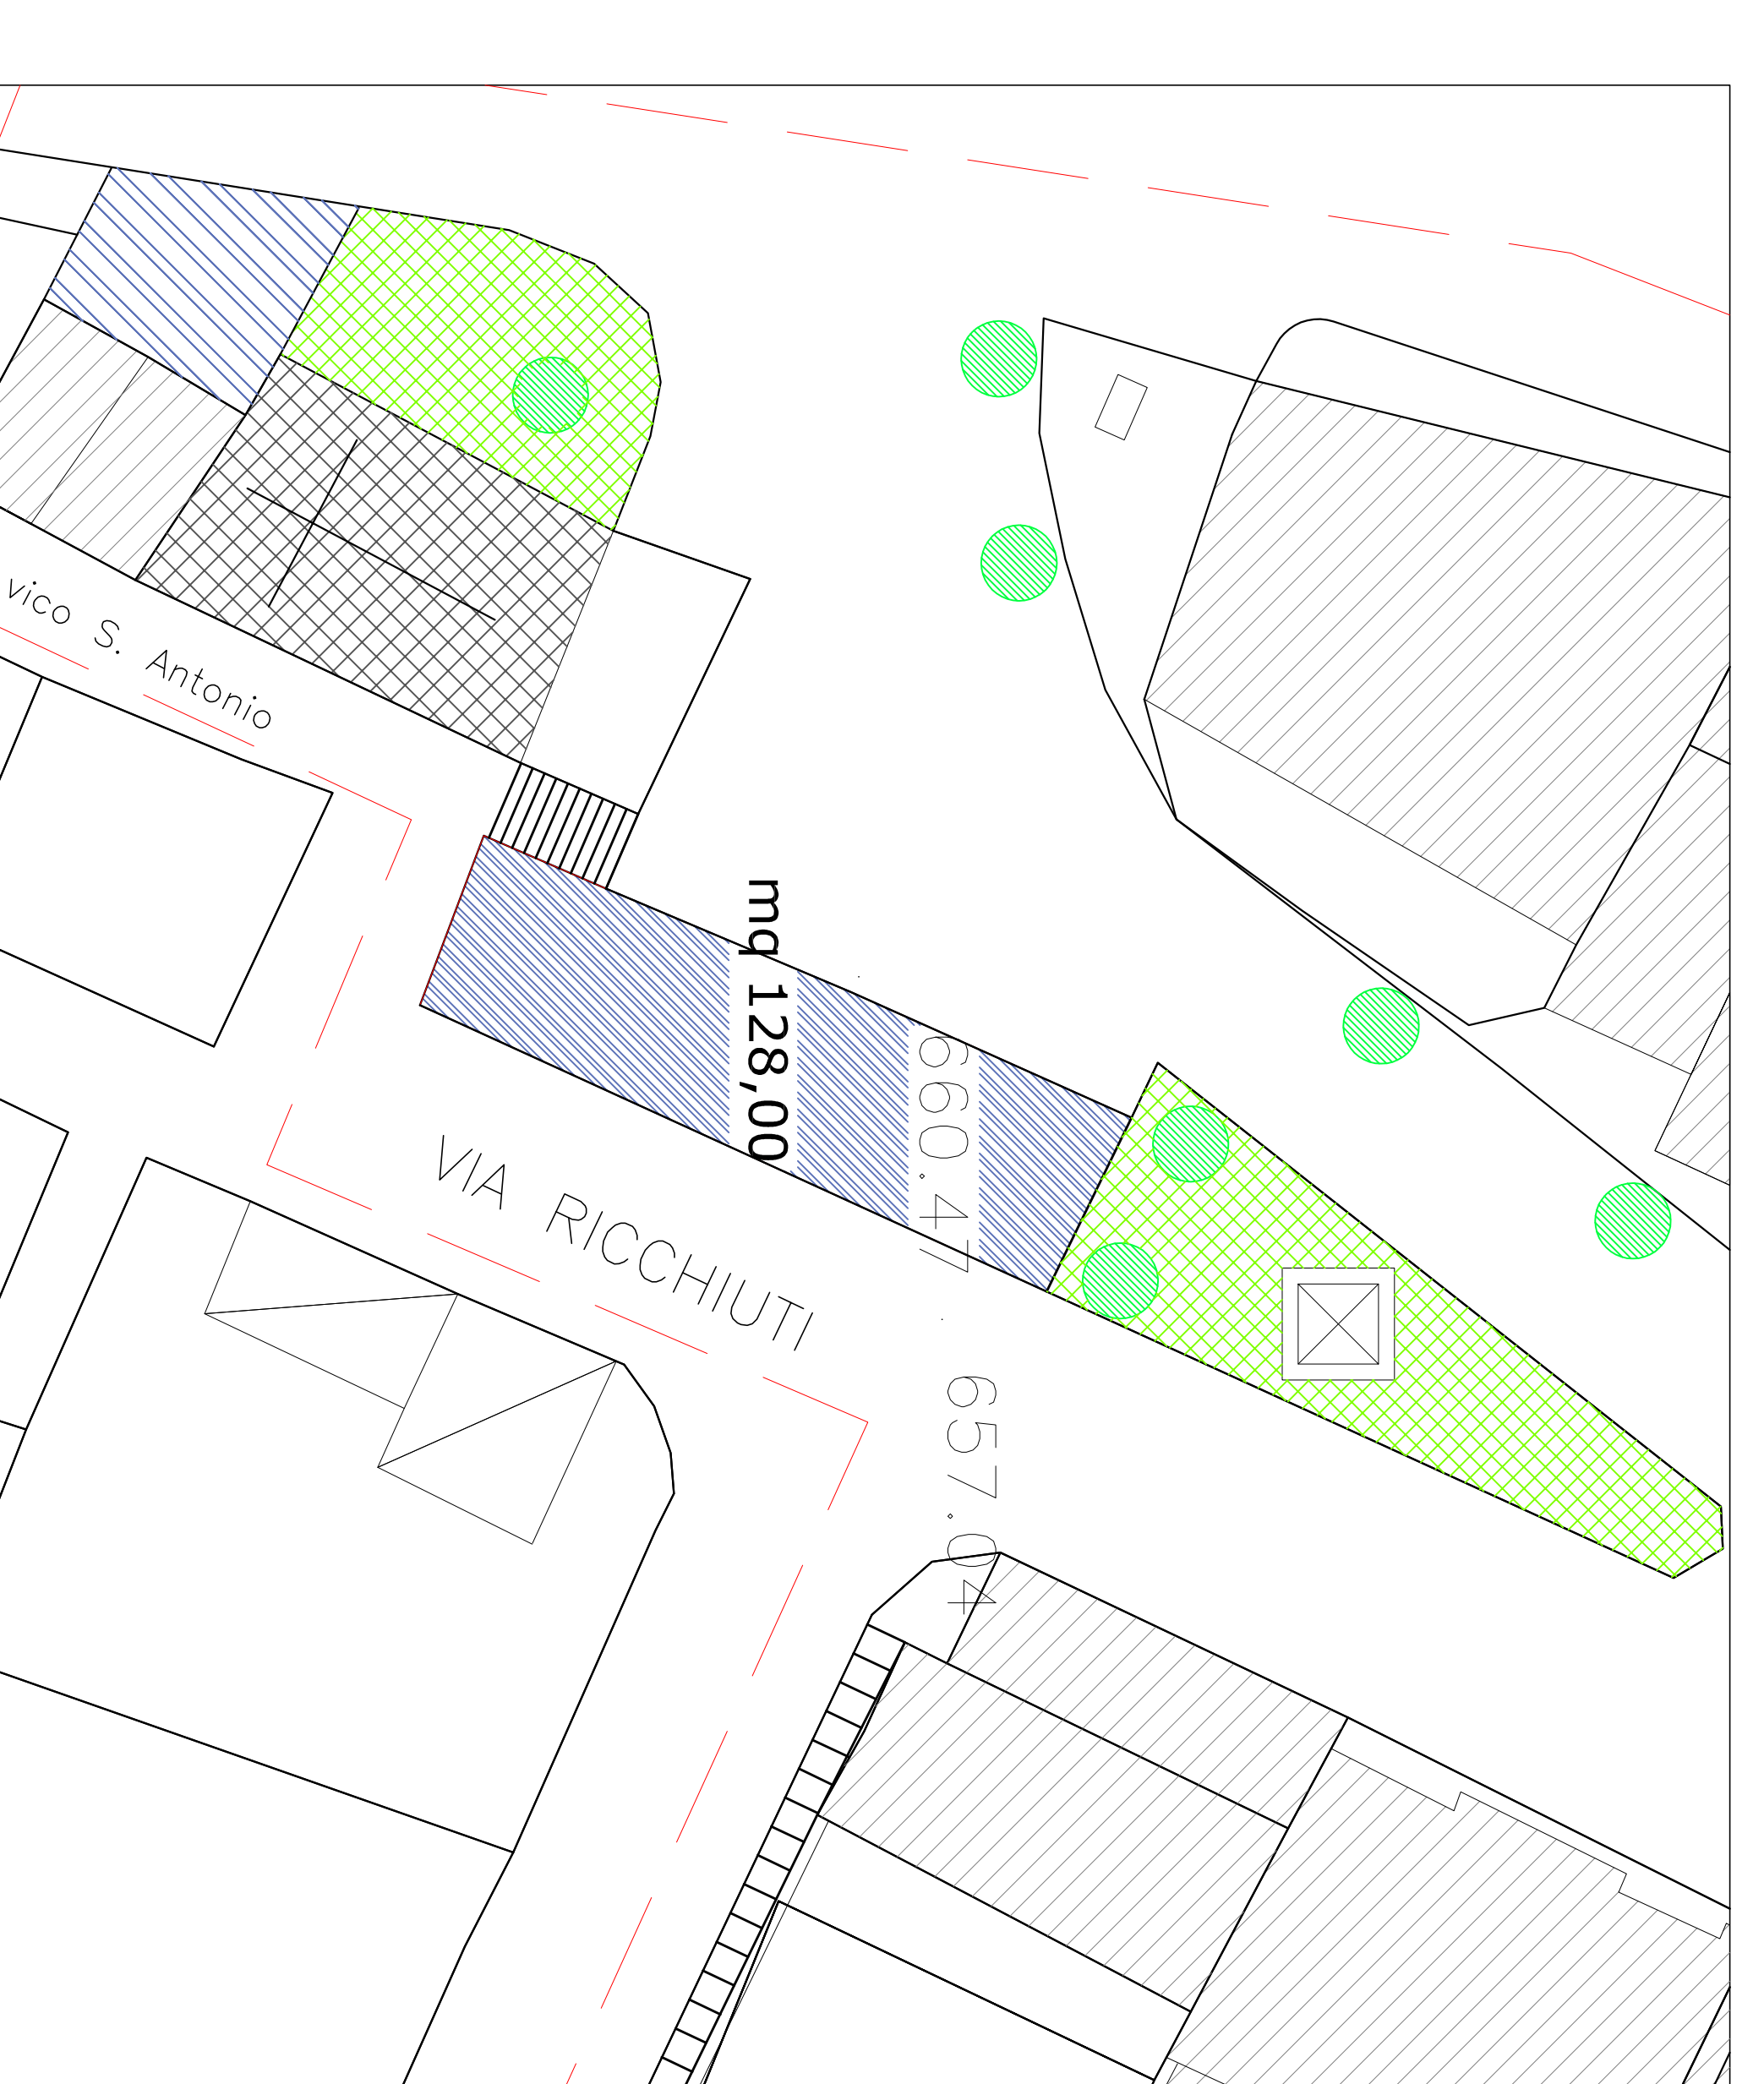 vico S. Antonio
mq 128,00
660.47
VIA RICCHIUTI
657.04